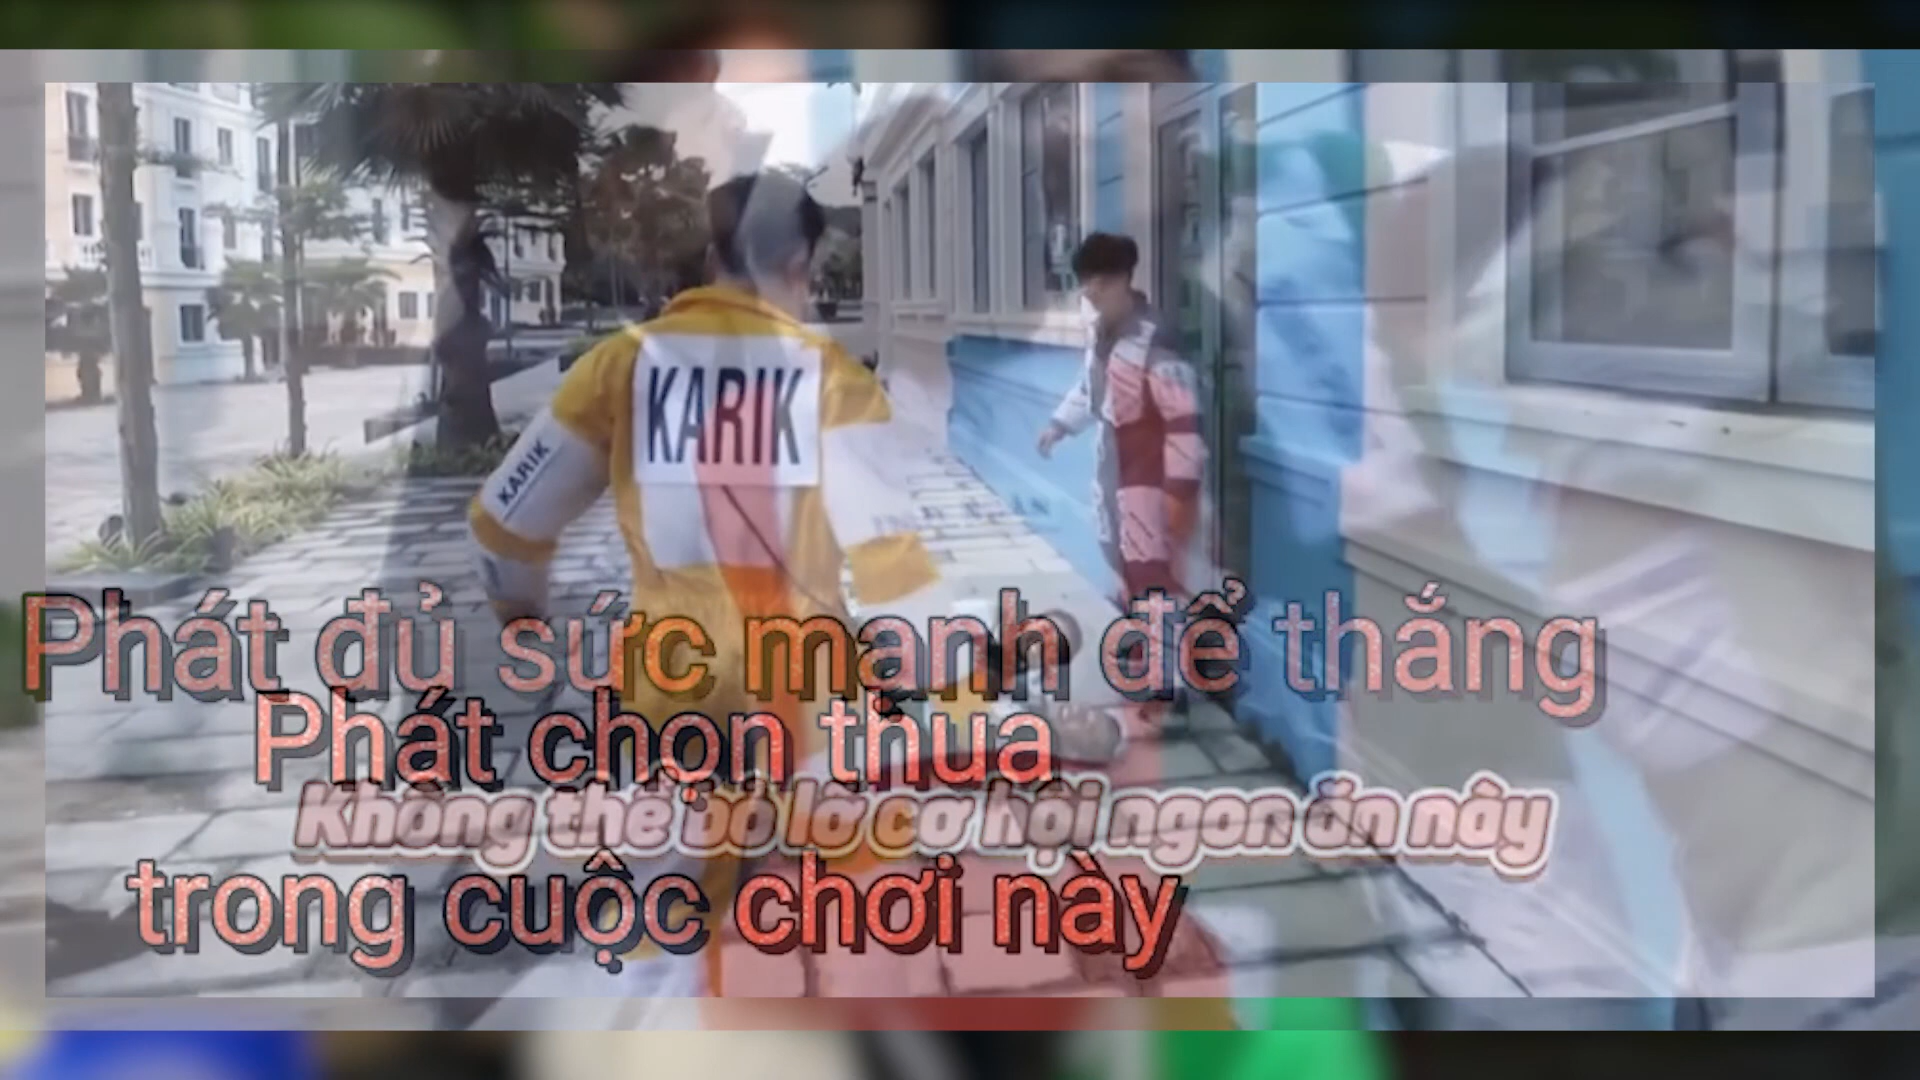 KARIK
KARIK
Phát đủ sức mạnh để thắng
Phát chọn thua
Không thể bỏ lỡ cơ hội ngon ăn này
trong cuộc chơi này